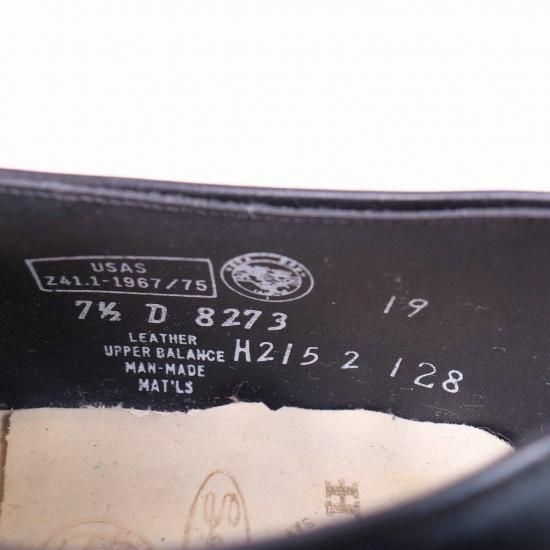 USAS
Z41.1-1967/75
7½ D 8273 19
LEATHER
UPPER BALANCE H215 2 128
MAN-MADE
MAT'LS